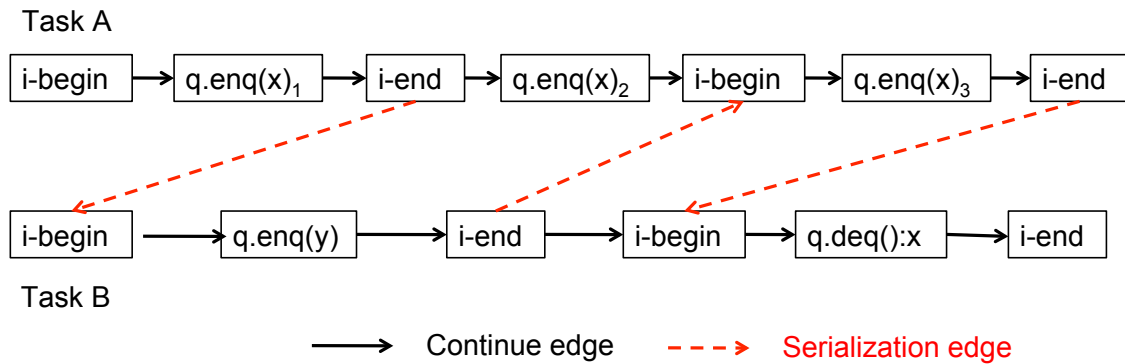 Task A
i-begin q.enq(x)₁ i-end q.enq(x)₂ i-begin q.enq(x)₃ i-end
i-begin q.enq(y) i-end i-begin q.deq():x i-end
Task B
Continue edge Serialization edge